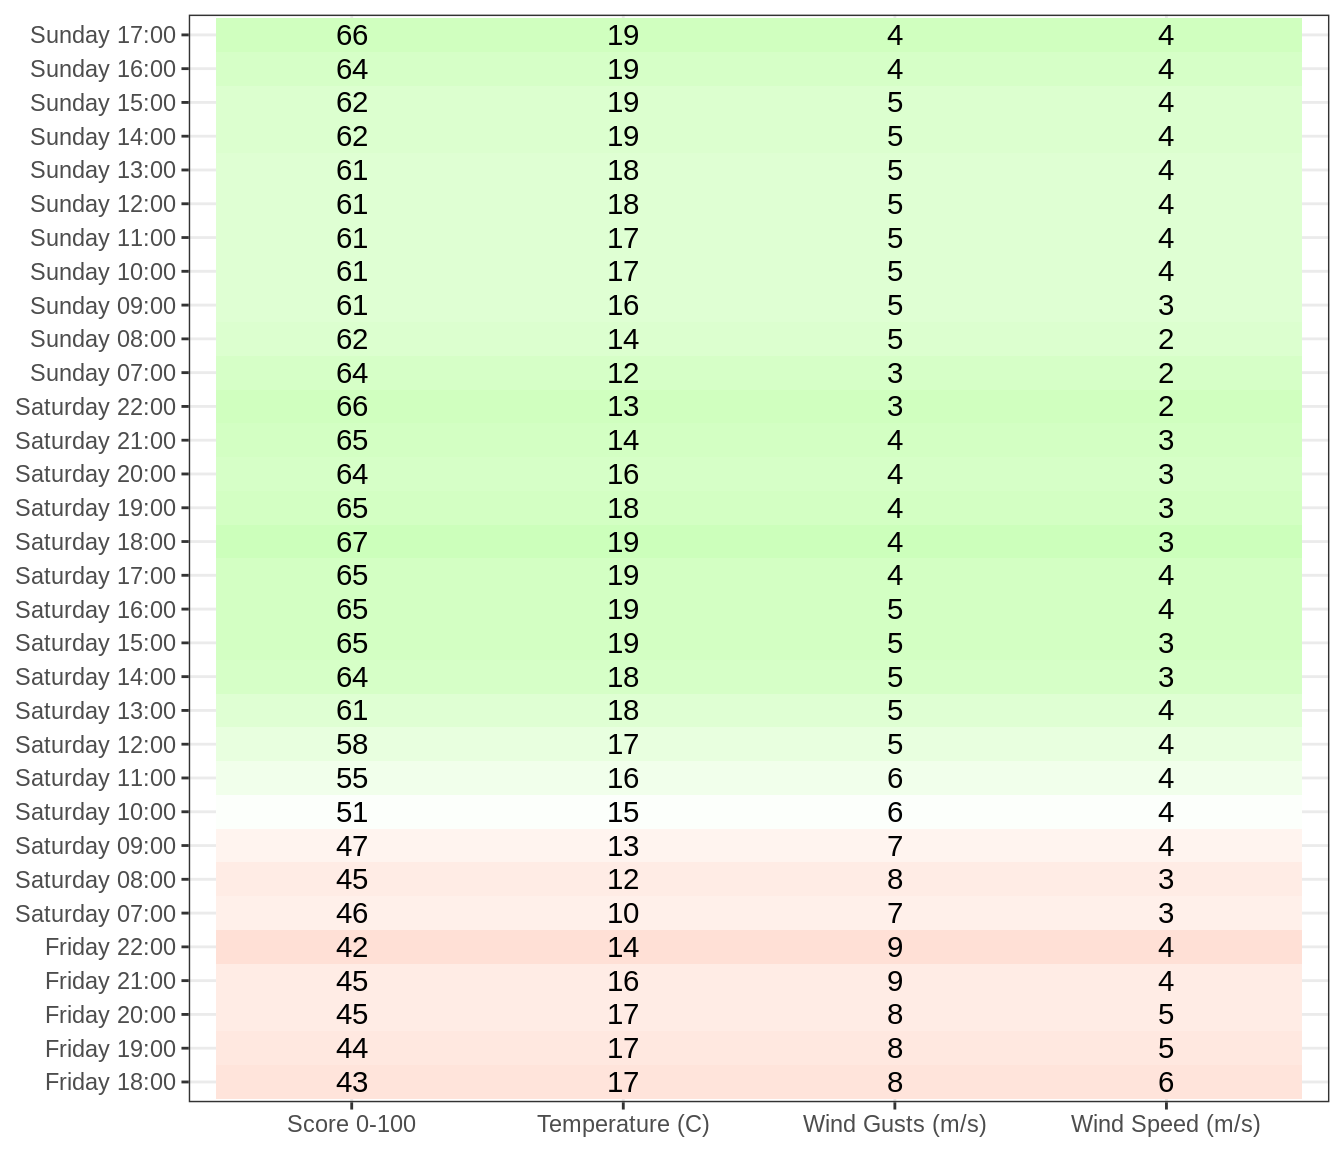 Sunday 17:00 66 19 4 4
Sunday 16:00 64 19 4 4
Sunday 15:00 62 19 5 4
Sunday 14:00 62 19 5 4
Sunday 13:00 61 18 5 4
Sunday 12:00 61 18 5 4
Sunday 11:00 61 17 5 4
Sunday 10:00 61 17 5 4
Sunday 09:00 61 16 5 3
Sunday 08:00 62 14 5 2
Sunday 07:00 64 12 3 2
Saturday 22:00 66 13 3 2
Saturday 21:00 65 14 4 3
Saturday 20:00 64 16 4 3
Saturday 19:00 65 18 4 3
Saturday 18:00 67 19 4 3
Saturday 17:00 65 19 4 4
Saturday 16:00 65 19 5 4
Saturday 15:00 65 19 5 3
Saturday 14:00 64 18 5 3
Saturday 13:00 61 18 5 4
Saturday 12:00 58 17 5 4
Saturday 11:00 55 16 6 4
Saturday 10:00 51 15 6 4
Saturday 09:00 47 13 7 4
Saturday 08:00 45 12 8 3
Saturday 07:00 46 10 7 3
Friday 22:00 42 14 9 4
Friday 21:00 45 16 9 4
Friday 20:00 45 17 8 5
Friday 19:00 44 17 8 5
Friday 18:00 43 17 8 6
Score 0-100 Temperature (C) Wind Gusts (m/s) Wind Speed (m/s)